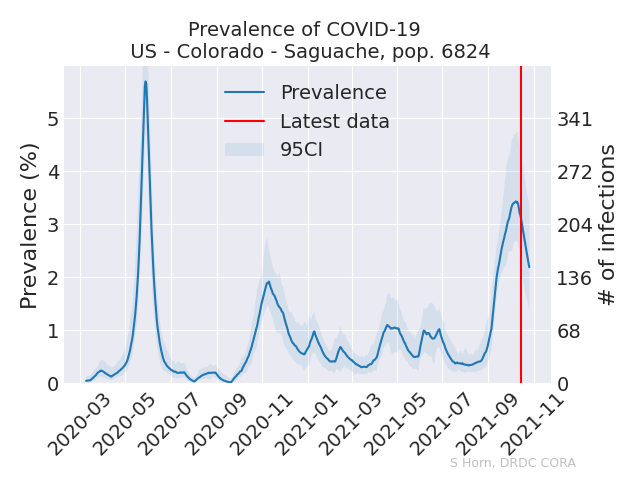 Prevalence of COVID-19
US - Colorado - Saguache, pop. 6824
Prevalence
Latest data
95CI
Prevalence (%)
5
4
3
2
1
0
341
272
204
136
68
0
# of infections
2020-03
2020-05
2020-07
2020-09
2020-11
2021-01
2021-03
2021-05
2021-07
2021-09
2021-11
S Horn, DRDC CORA